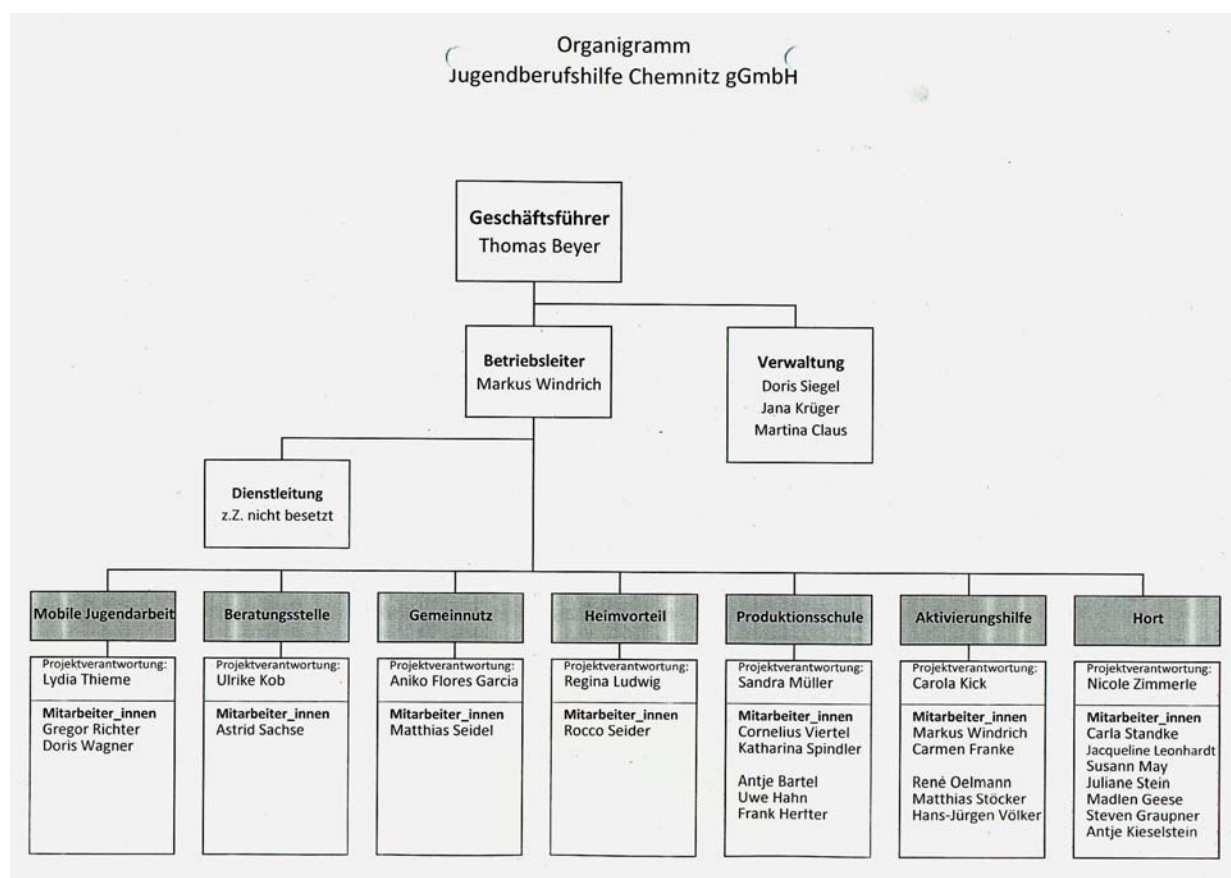 Organigramm
Jugendberufshilfe Chemnitz gGmbH
Geschäftsführer
Thomas Beyer
Betriebsleiter
Markus Windrich
Verwaltung
Doris Siegel
Jana Krüger
Martina Claus
Dienstleitung
z.Z. nicht besetzt
Mobile Jugendarbeit
Projektverantwortung:
Lydia Thieme
Mitarbeiter_innen
Gregor Richter
Doris Wagner
Beratungsstelle
Projektverantwortung:
Ulrike Kob
Mitarbeiter_innen
Astrid Sachse
Gemeinnutz
Projektverantwortung:
Aniko Flores Garcia
Mitarbeiter_innen
Matthias Seidel
Heimvorteil
Projektverantwortung:
Regina Ludwig
Mitarbeiter_innen
Rocco Seider
Produktionsschule
Projektverantwortung:
Sandra Müller
Mitarbeiter_innen
Cornelius Viertel
Katharina Spindler
Antje Bartel
Uwe Hahn
Frank Herfter
Aktivierungshilfe
Projektverantwortung:
Carola Kick
Mitarbeiter_innen
Markus Windrich
Carmen Franke
René Oelmann
Matthias Stöcker
Hans-Jürgen Völker
Hort
Projektverantwortung:
Nicole Zimmerle
Mitarbeiter_innen
Carla Standke
Jacqueline Leonhardt
Susann May
Juliane Stein
Madlen Geese
Steven Graupner
Antje Kieselstein